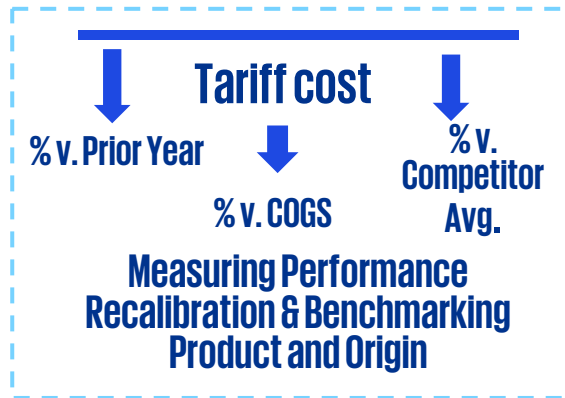 Tariff cost
% v. Prior Year
% v. COGS
% v.
Competitor
Avg.
Measuring Performance
Recalibration & Benchmarking
Product and Origin